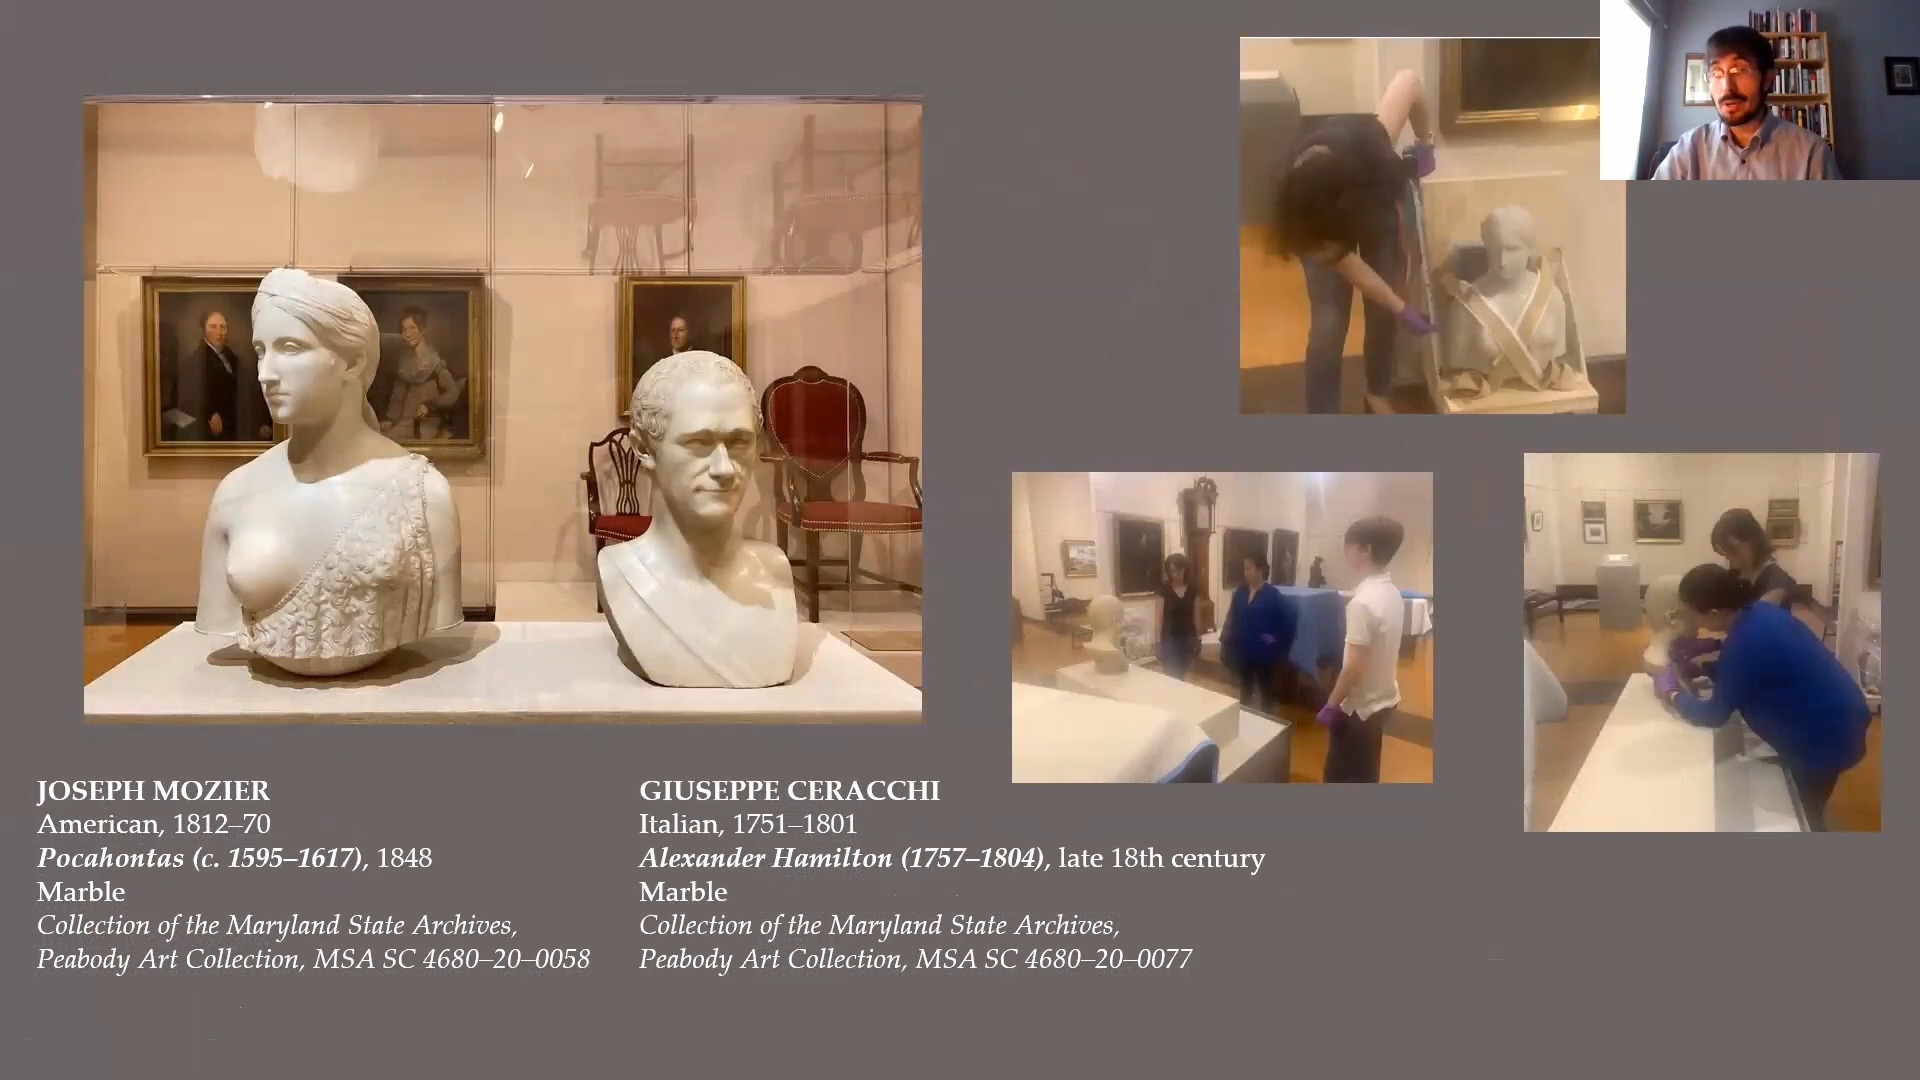 JOSEPH MOZIER
American, 1812–70
Pocahontas (c. 1595–1617), 1848
Marble
Collection of the Maryland State Archives,
Peabody Art Collection, MSA SC 4680–20–0058
GIUSEPPE CERACCHI
Italian, 1751–1801
Alexander Hamilton (1757–1804), late 18th century
Marble
Collection of the Maryland State Archives,
Peabody Art Collection, MSA SC 4680–20–0077